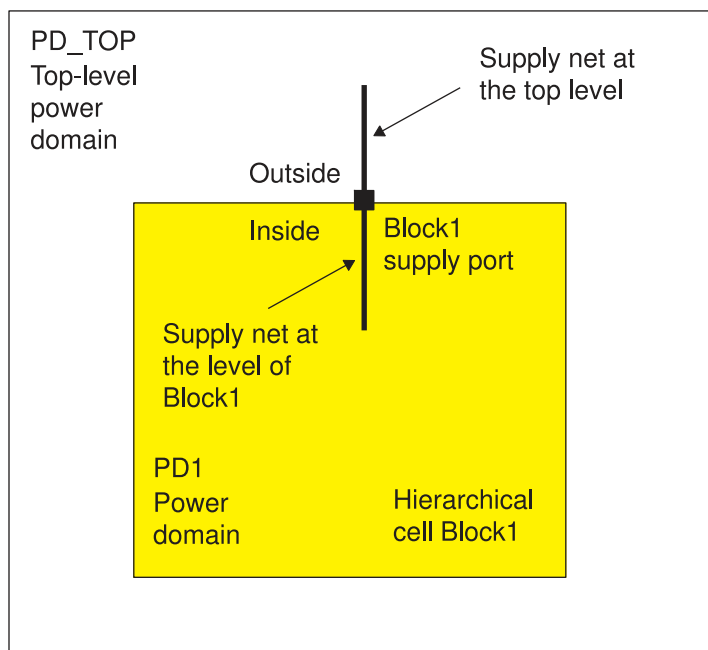 PD_TOP
Top-level
power
domain
Supply net
at the top level
Outside
Inside
Block1
supply port
Supply net at
the level of
Block1
PD1
Power
domain
Hierarchical
cell Block1